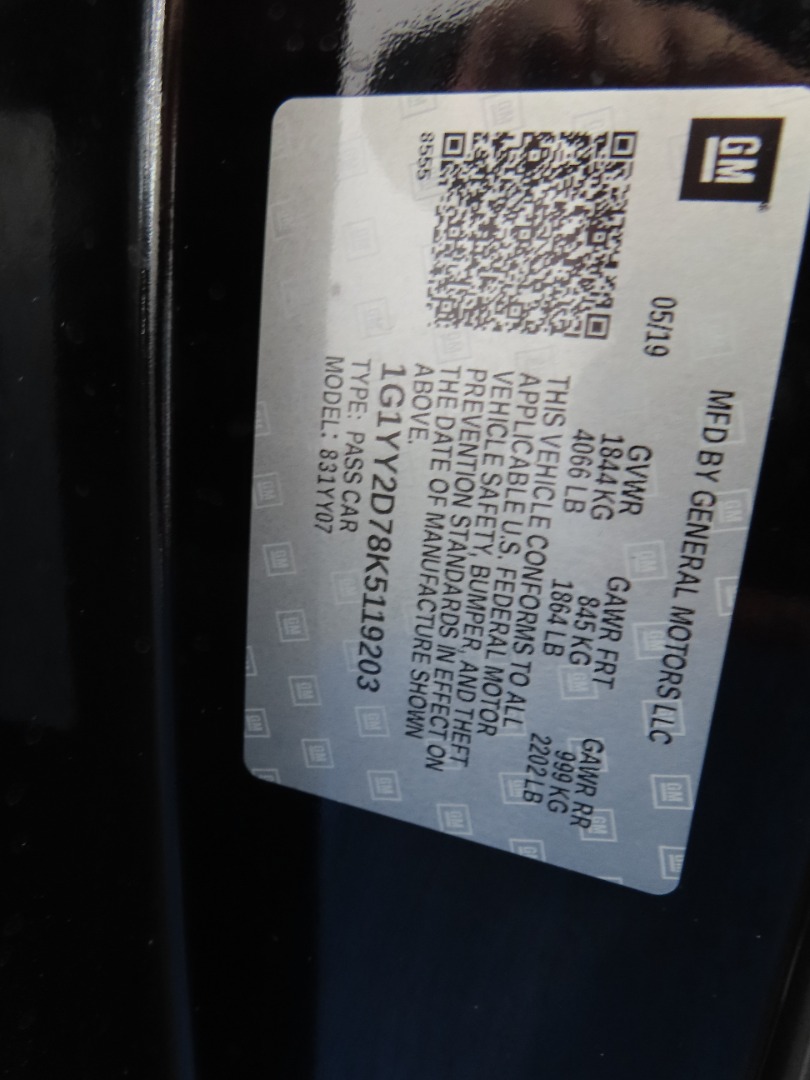 GM
MFD BY GENERAL MOTORS LLC
05/19
GVWR GAWR FRT GAWR RR
1844 KG 845 KG 999 KG
4066 LB 1864 LB 2202 LB
THIS VEHICLE CONFORMS TO ALL
APPLICABLE U.S. FEDERAL MOTOR
VEHICLE SAFETY, BUMPER, AND THEFT
PREVENTION STANDARDS IN EFFECT ON
THE DATE OF MANUFACTURE SHOWN
ABOVE.
8555
1G1YY2D78K5119203
TYPE: PASS CAR
MODEL: 831YY07